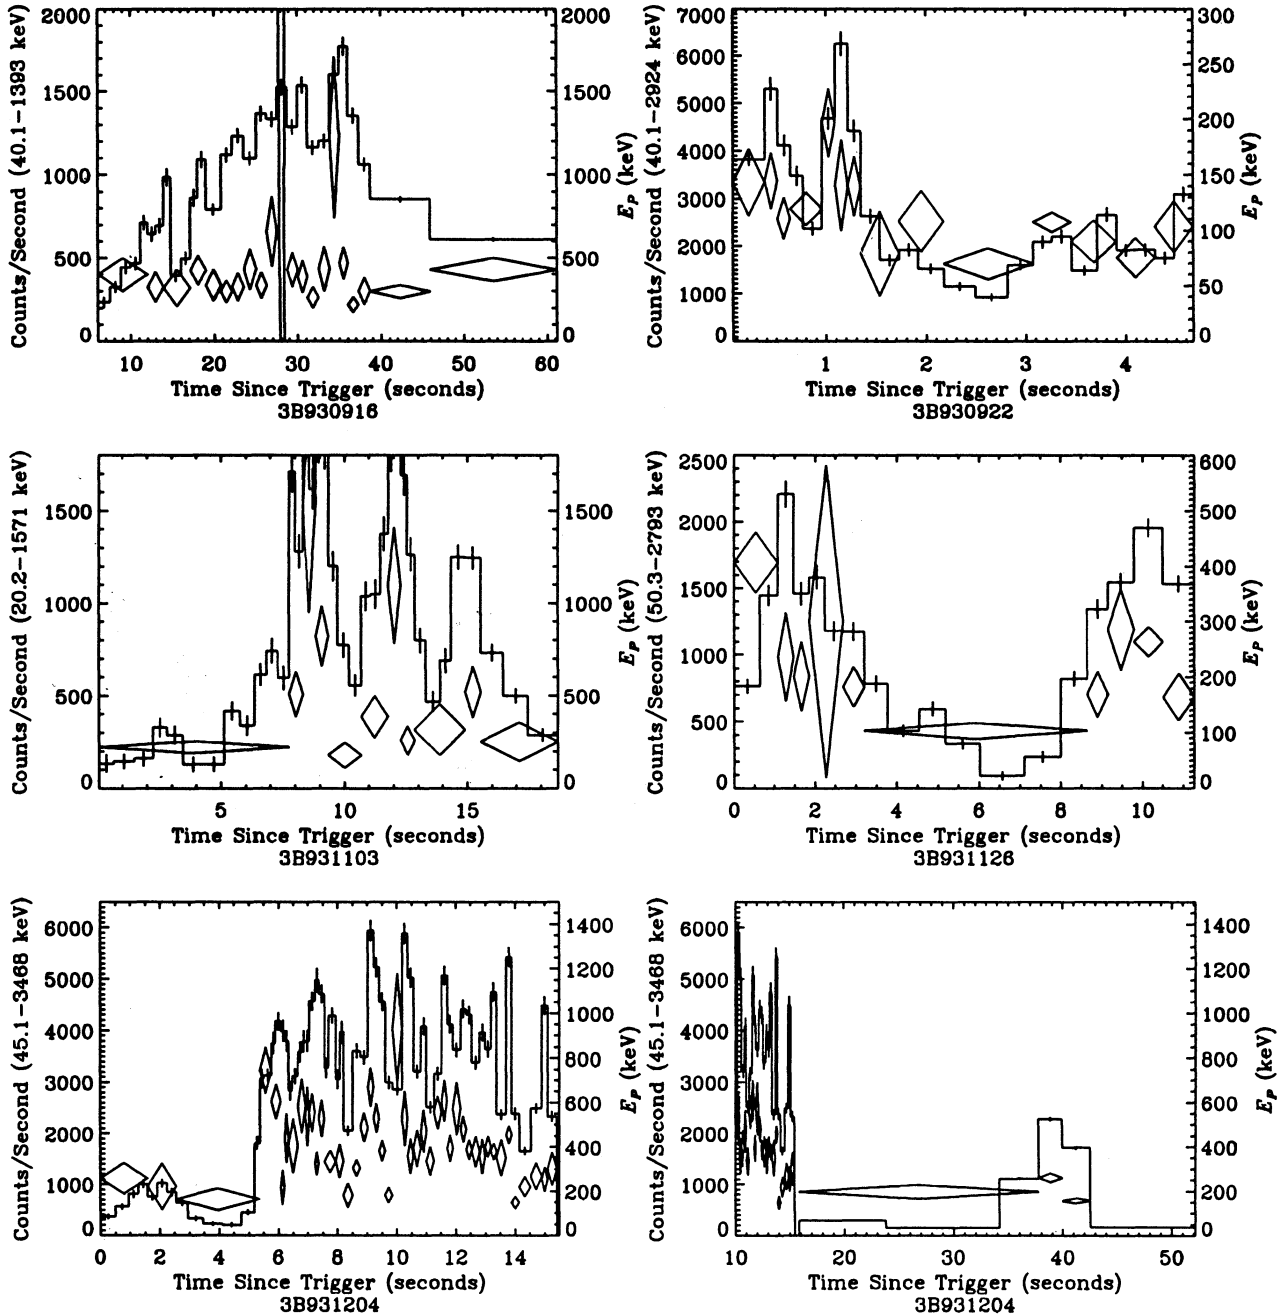 Counts/Second (40.1–1393 keV)
2000
1500
1000
500
0
2000
1500
1000
500
0
E_P (keV)
10 20 30 40 50 60
Time Since Trigger (seconds)
3B930916
Counts/Second (40.1–2924 keV)
7000
6000
5000
4000
3000
2000
1000
0
300
250
200
150
100
50
0
E_P (keV)
1 2 3 4
Time Since Trigger (seconds)
3B930922
Counts/Second (20.2–1571 keV)
1500
1000
500
0
1500
1000
500
0
E_P (keV)
5 10 15
Time Since Trigger (seconds)
3B931103
Counts/Second (50.3–2793 keV)
2500
2000
1500
1000
500
0
600
500
400
300
200
100
0
E_P (keV)
0 2 4 6 8 10
Time Since Trigger (seconds)
3B931126
Counts/Second (45.1–3468 keV)
6000
5000
4000
3000
2000
1000
0
1400
1200
1000
800
600
400
200
0
E_P (keV)
0 2 4 6 8 10 12 14
Time Since Trigger (seconds)
3B931204
Counts/Second (45.1–3468 keV)
6000
5000
4000
3000
2000
1000
0
1400
1200
1000
800
600
400
200
0
E_P (keV)
10 20 30 40 50
Time Since Trigger (seconds)
3B931204